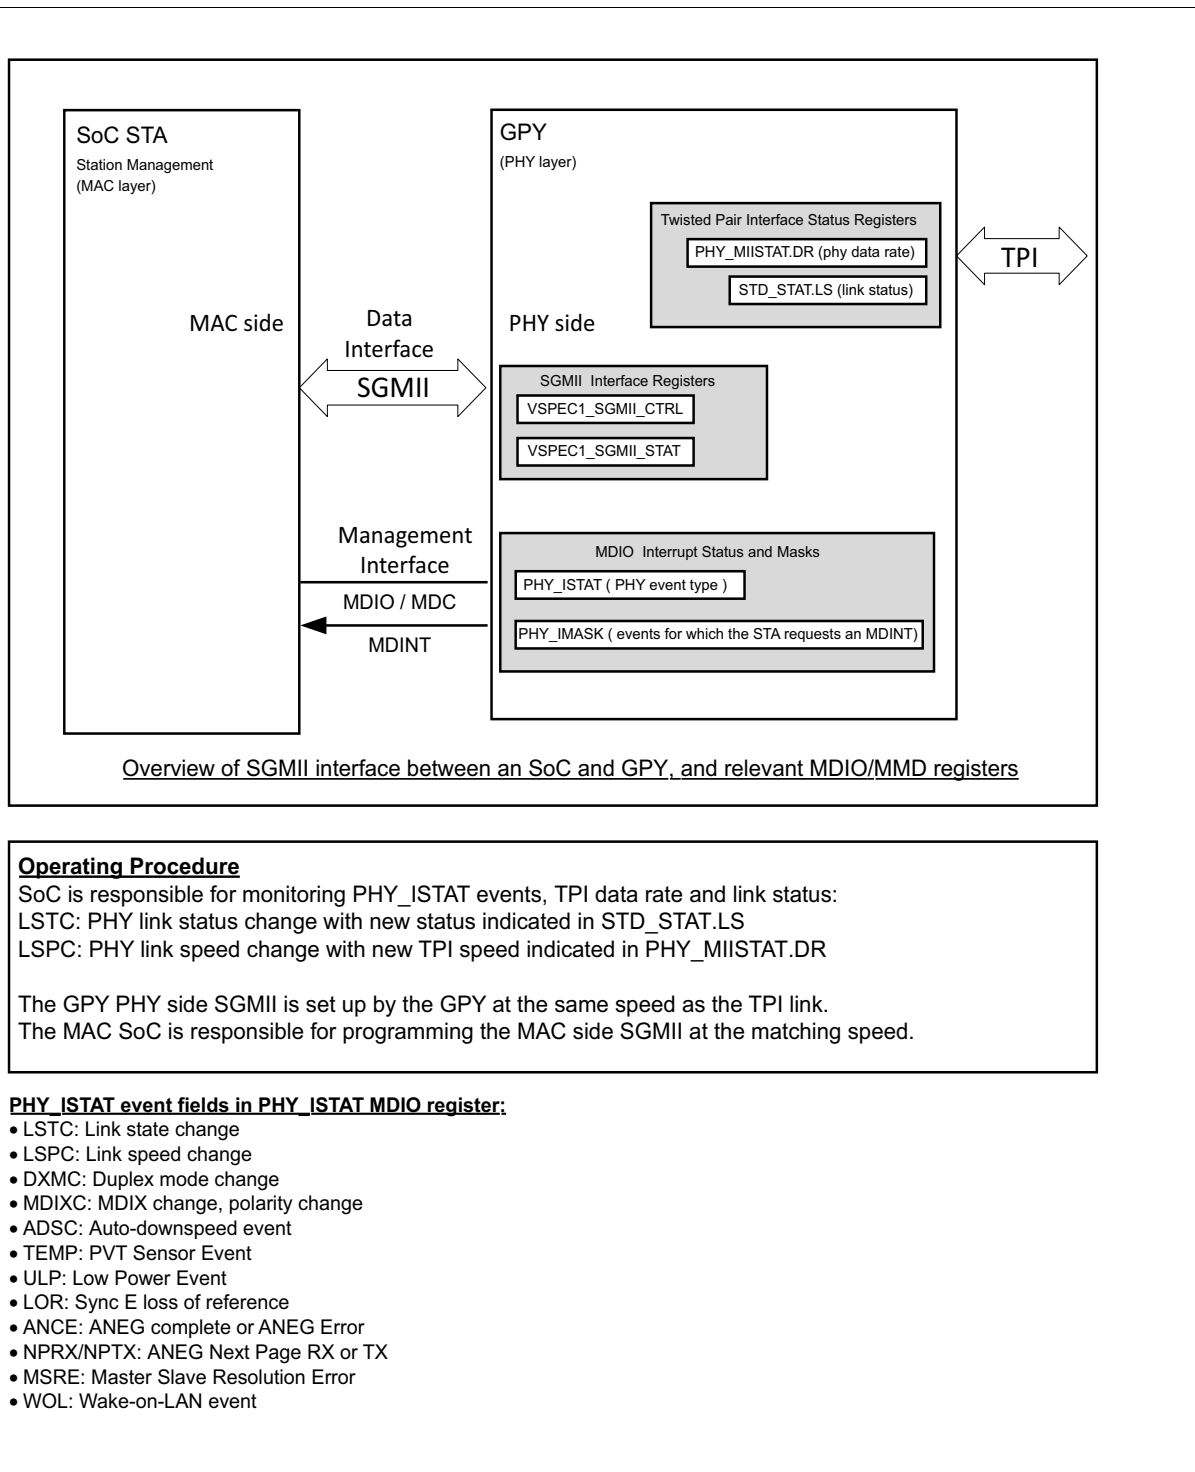 SoC STA
Station Management
(MAC layer)
GPY
(PHY layer)
Twisted Pair Interface Status Registers
PHY_MIISTAT.DR (phy data rate)
STD_STAT.LS (link status)
TPI
MAC side
Data
Interface
SGMII
PHY side
SGMII Interface Registers
VSPEC1_SGMII_CTRL
VSPEC1_SGMII_STAT
Management
Interface
MDIO / MDC
MDINT
MDIO Interrupt Status and Masks
PHY_ISTAT ( PHY event type )
PHY_IMASK ( events for which the STA requests an MDINT)
Overview of SGMII interface between an SoC and GPY, and relevant MDIO/MMD registers
Operating Procedure
SoC is responsible for monitoring PHY_ISTAT events, TPI data rate and link status:
LSTC: PHY link status change with new status indicated in STD_STAT.LS
LSPC: PHY link speed change with new TPI speed indicated in PHY_MIISTAT.DR
The GPY PHY side SGMII is set up by the GPY at the same speed as the TPI link.
The MAC SoC is responsible for programming the MAC side SGMII at the matching speed.
PHY_ISTAT event fields in PHY_ISTAT MDIO register:
• LSTC: Link state change
• LSPC: Link speed change
• DXMC: Duplex mode change
• MDIXC: MDIX change, polarity change
• ADSC: Auto-downspeed event
• TEMP: PVT Sensor Event
• ULP: Low Power Event
• LOR: Sync E loss of reference
• ANCE: ANEG complete or ANEG Error
• NPRX/NPTX: ANEG Next Page RX or TX
• MSRE: Master Slave Resolution Error
• WOL: Wake-on-LAN event